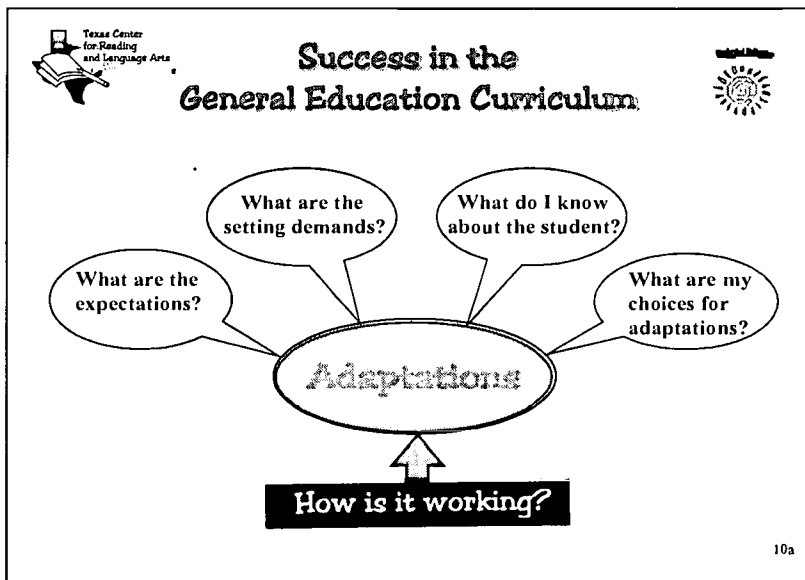 Texas Center
for Reading
and Language Arts
Success in the
General Education Curriculum
What are the
setting demands?
What do I know
about the student?
What are the
expectations?
What are my
choices for
adaptations?
Adaptations
How is it working?
10a